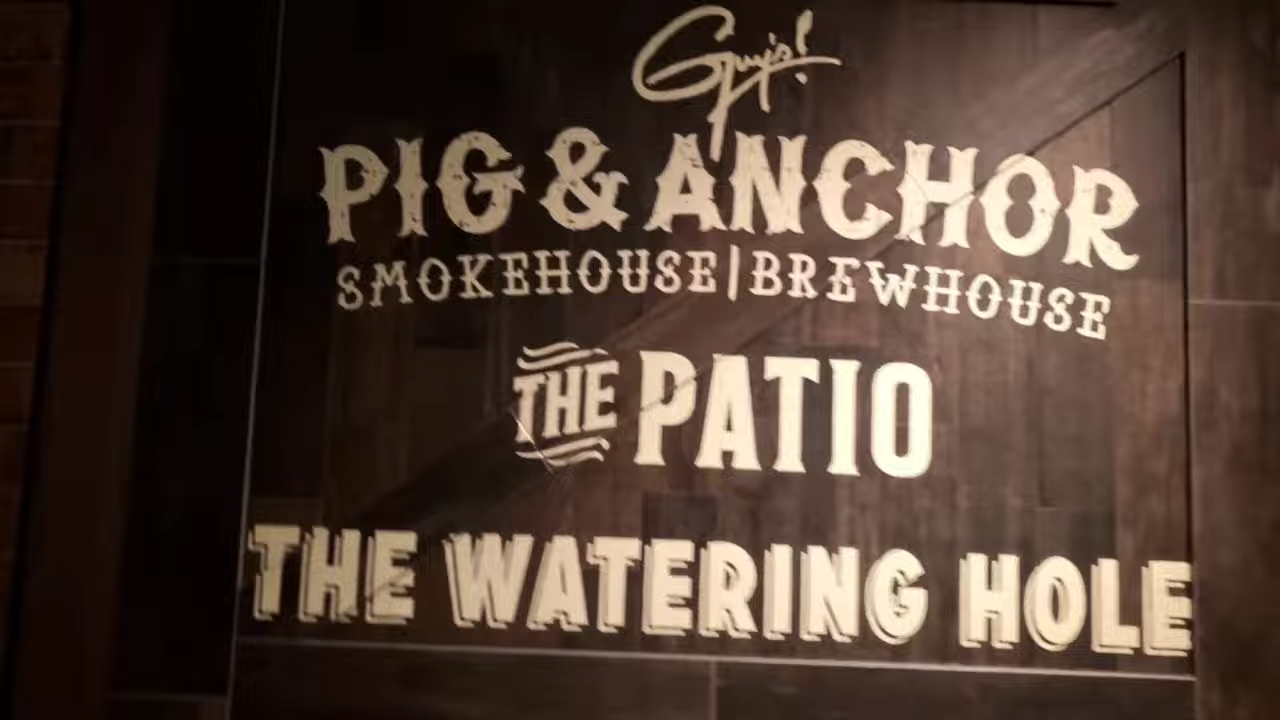 Guy's!
PIG & ANCHOR
SMOKEHOUSE | BREWHOUSE
THE PATIO
THE WATERING HOLE